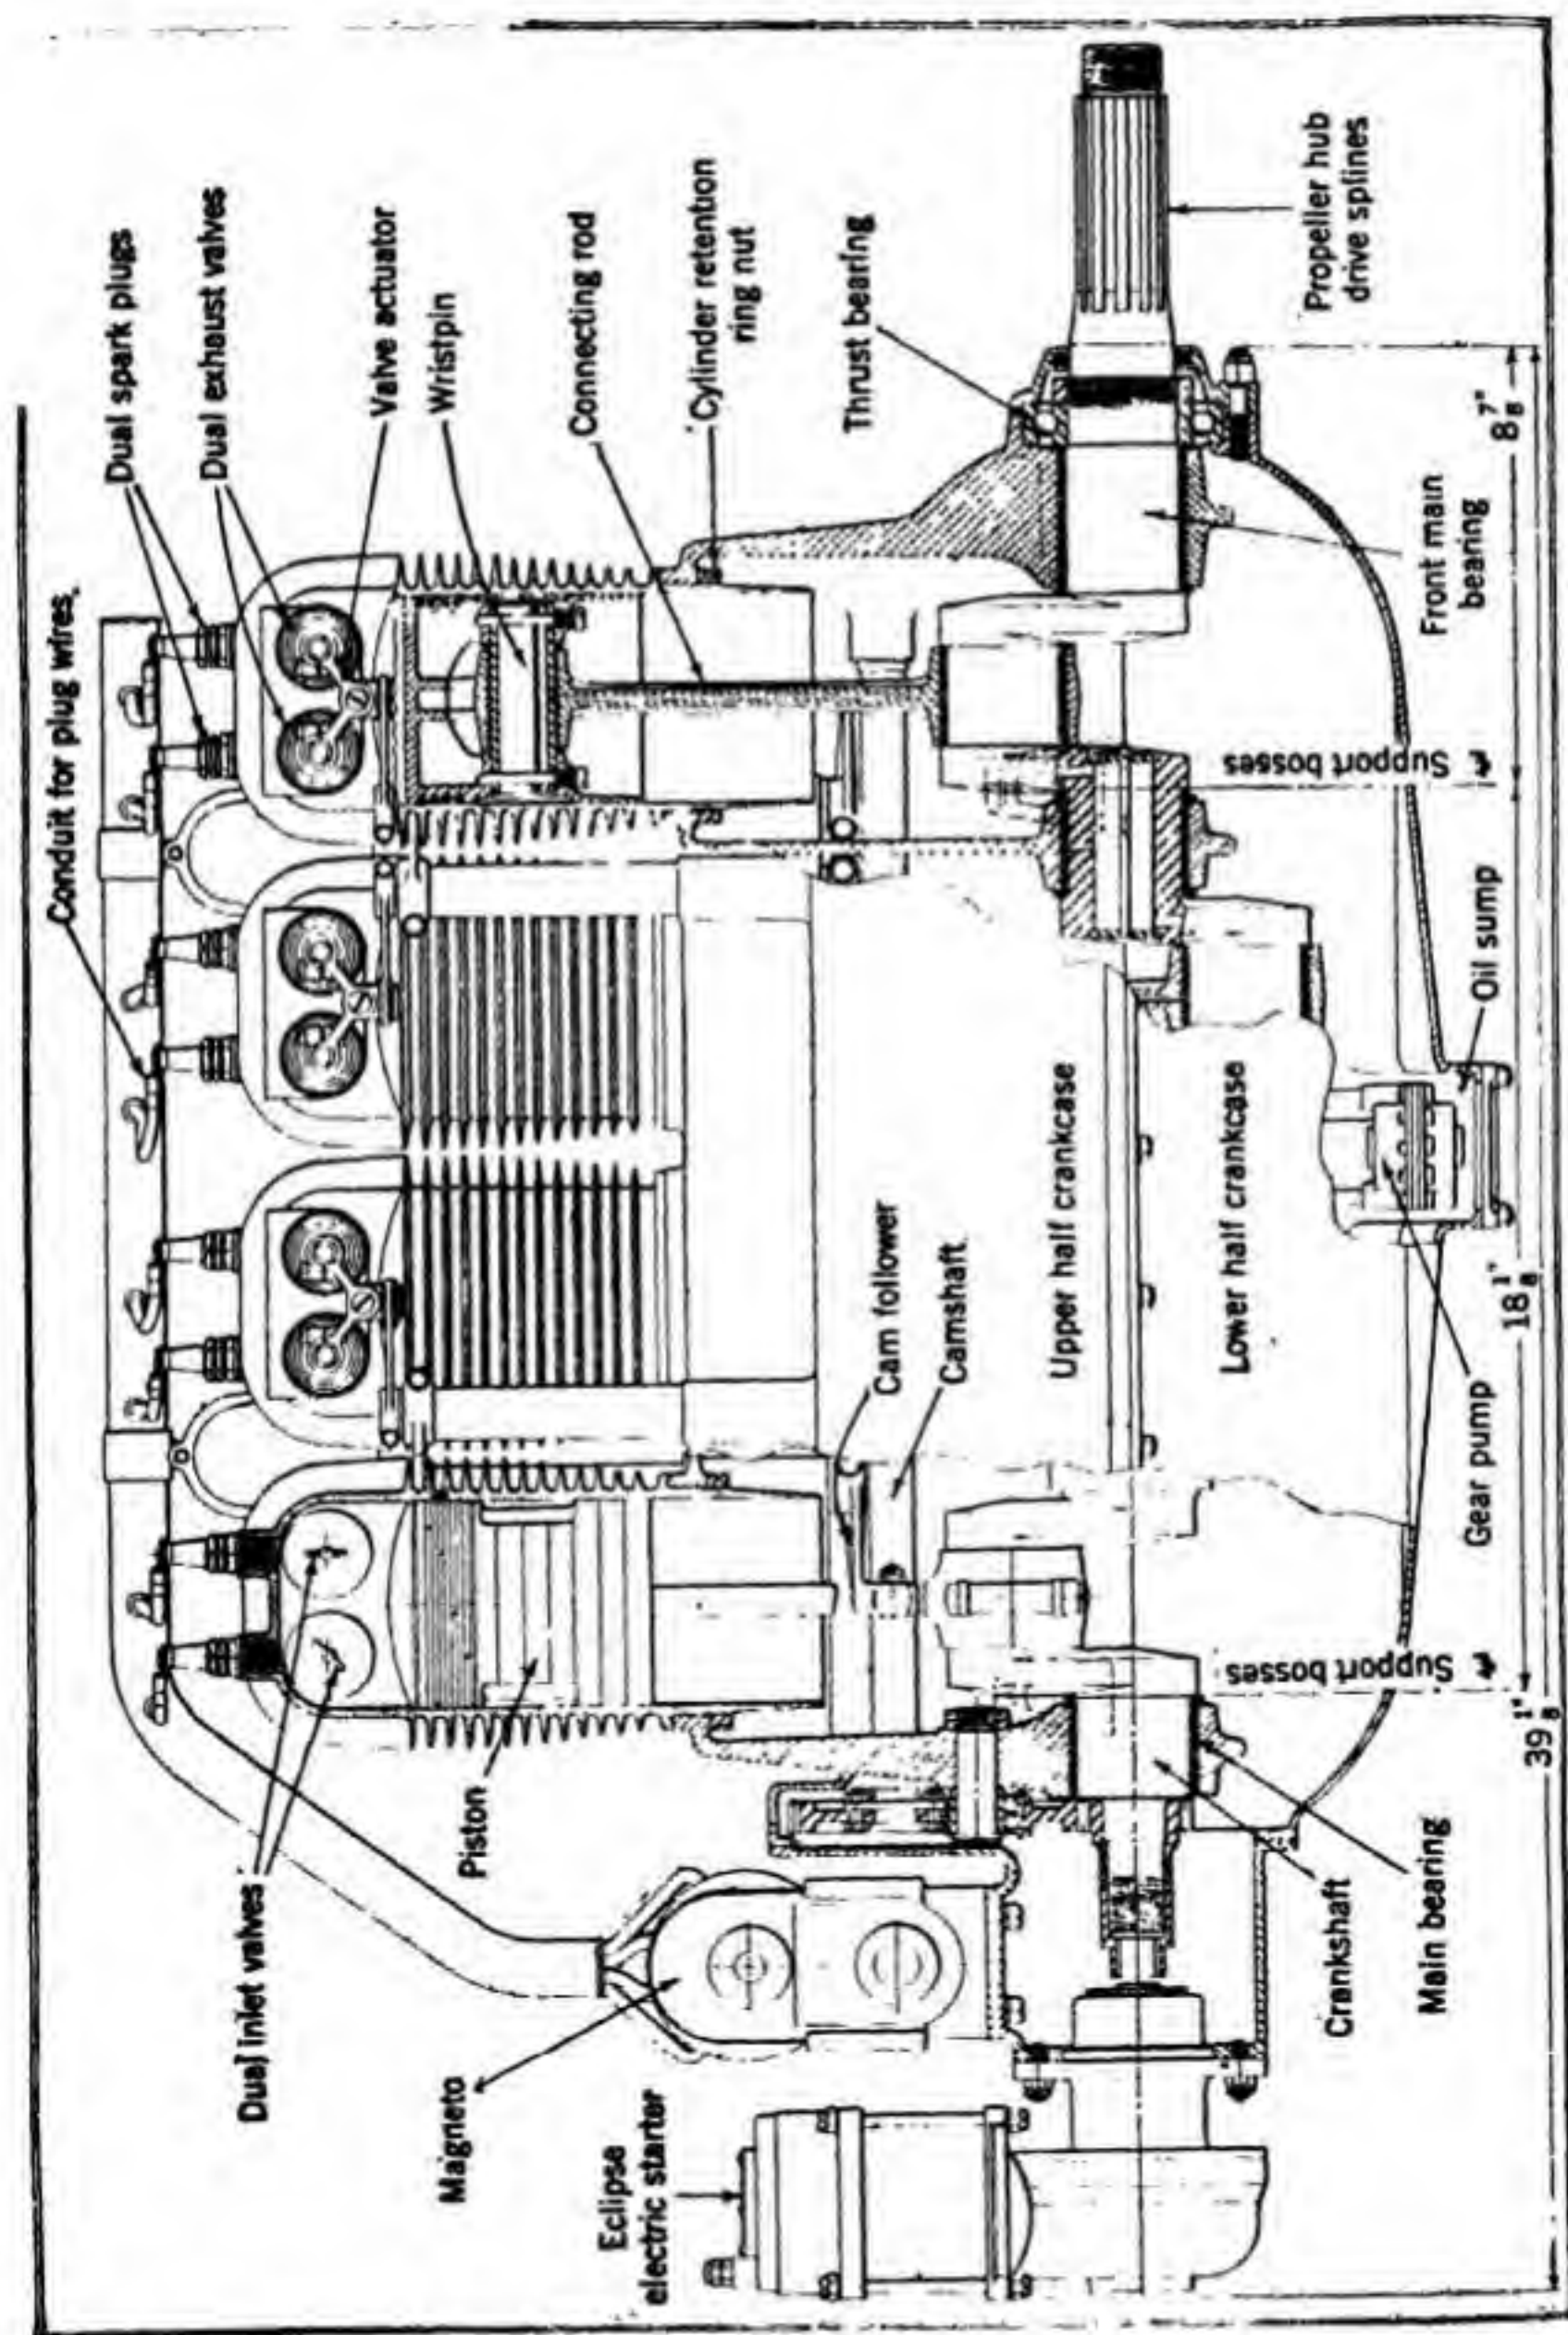 Conduit for plug wires
Dual spark plugs
Dual exhaust valves
Valve actuator
Wristpin
Connecting rod
Cylinder retention
ring nut
Thrust bearing
Propeller hub
drive splines
Dual inlet valves
Piston
Magneto
Eclipse
electric starter
Cam follower
Camshaft
Upper half crankcase
Lower half crankcase
Crankshaft
Main bearing
Support bosses
Gear pump
Oil sump
Support bosses
Front main
bearing
8 7/8"
18 1/8"
39 1/8"